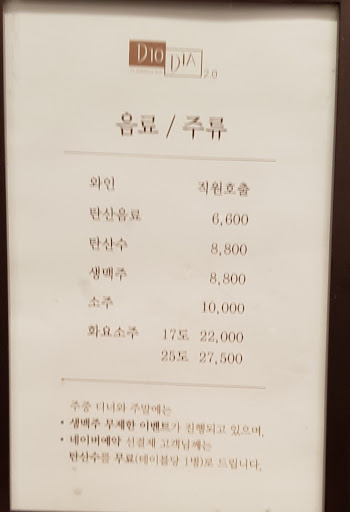 DIO
DIA
2.0
음료 / 주류
와인 직원호출
탄산음료 6,600
탄산수 8,800
생맥주 8,800
소주 10,000
화요소주 17도 22,000
25도 27,500
주중 디너와 주말에는
• 생맥주 무제한 이벤트가 진행되고 있으며,
• 네이버예약 선결제 고객님께는
탄산수를 무료(테이블당 1병)로 드립니다.